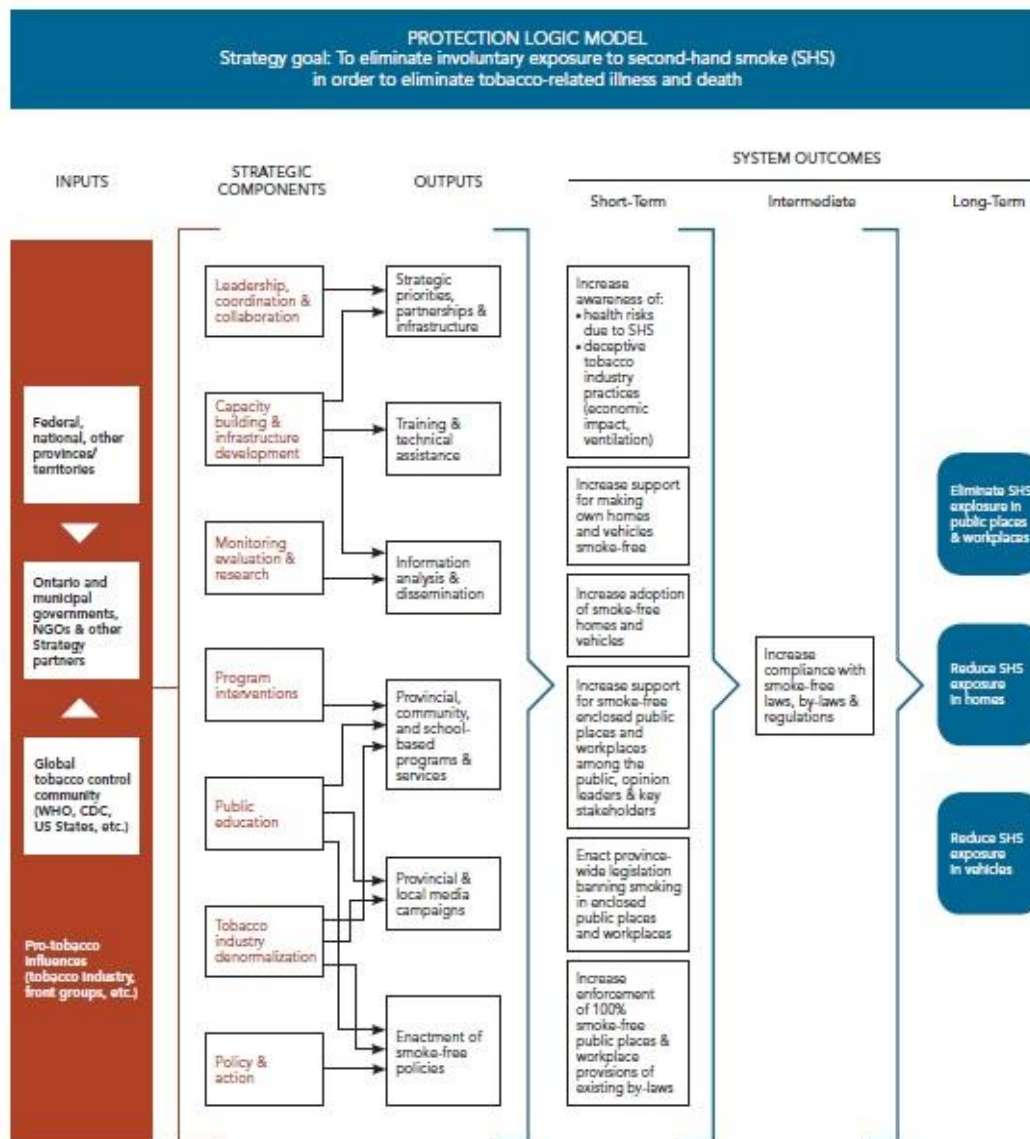 PROTECTION LOGIC MODEL
Strategy goal: To eliminate involuntary exposure to second-hand smoke (SHS)
in order to eliminate tobacco-related illness and death
INPUTS
STRATEGIC
COMPONENTS
OUTPUTS
SYSTEM OUTCOMES
Short-Term
Intermediate
Long-Term
Federal,
national, other
provinces/
territories
Ontario and
municipal
governments,
NGOs & other
Strategy
partners
Global
tobacco control
community
(WHO, CDC,
US States, etc.)
Pro-tobacco
influences
(tobacco industry,
front groups, etc.)
Leadership,
coordination &
collaboration
Capacity
building &
infrastructure
development
Monitoring
evaluation &
research
Program
interventions
Public
education
Tobacco
industry
denormalization
Policy &
action
Strategic
priorities,
partnerships &
infrastructure
Training &
technical
assistance
Information
analysis &
dissemination
Provincial,
community,
and school-
based
programs &
services
Provincial &
local media
campaigns
Enactment of
smoke-free
policies
Increase
awareness of:
• health risks
due to SHS
• deceptive
tobacco
industry
practices
(economic
impact,
ventilation)
Increase support
for making
own homes
and vehicles
smoke-free
Increase adoption
of smoke-free
homes and
vehicles
Increase support
for smoke-free
enclosed public
places and
workplaces
among the
public, opinion
leaders & key
stakeholders
Enact province-
wide legislation
banning smoking
in enclosed
public places
and workplaces
Increase
enforcement
of 100%
smoke-free
public places &
workplace
provisions of
existing by-laws
Increase
compliance with
smoke-free
laws, by-laws &
regulations
Eliminate SHS
explosure in
public places
& workplaces
Reduce SHS
exposure
in homes
Reduce SHS
exposure
in vehicles